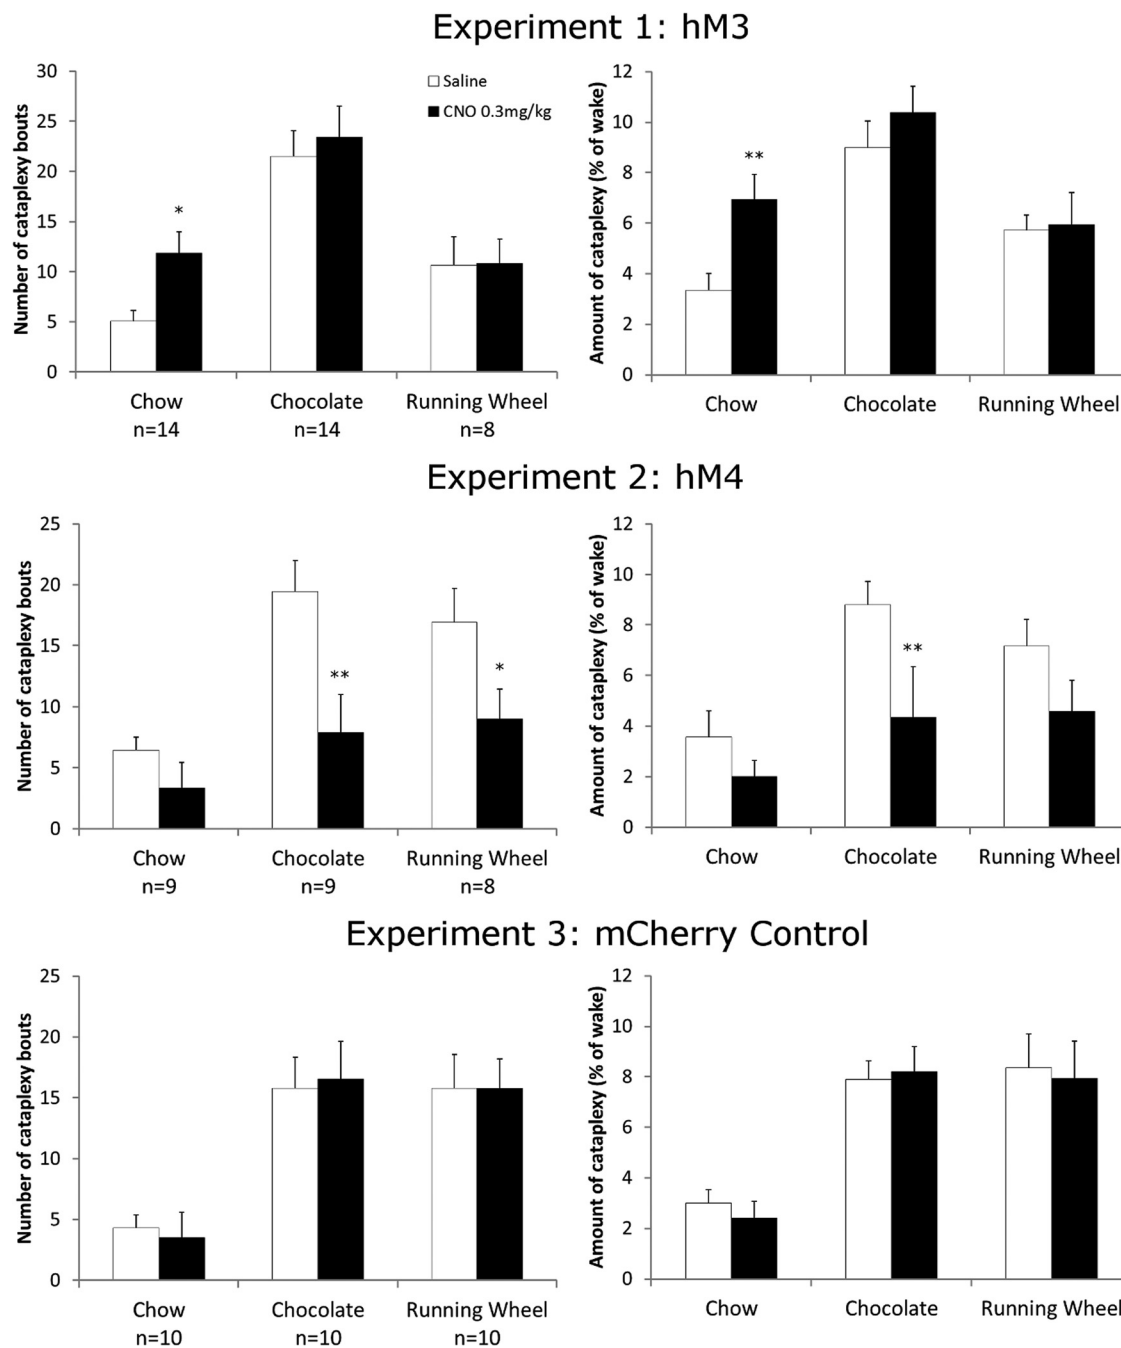 Experiment 1: hM3
Number of cataplexy bouts
30
25
20
15
10
5
0
Saline
CNO 0.3mg/kg
*
Chow
n=14
Chocolate
n=14
Running Wheel
n=8
Amount of cataplexy (% of wake)
12
10
8
6
4
2
0
**
Chow
Chocolate
Running Wheel
Experiment 2: hM4
Number of cataplexy bouts
25
20
15
10
5
0
**
*
Chow
n=9
Chocolate
n=9
Running Wheel
n=8
Amount of cataplexy (% of wake)
12
10
8
6
4
2
0
**
Chow
Chocolate
Running Wheel
Experiment 3: mCherry Control
Number of cataplexy bouts
25
20
15
10
5
0
Chow
n=10
Chocolate
n=10
Running Wheel
n=10
Amount of cataplexy (% of wake)
12
10
8
6
4
2
0
Chow
Chocolate
Running Wheel